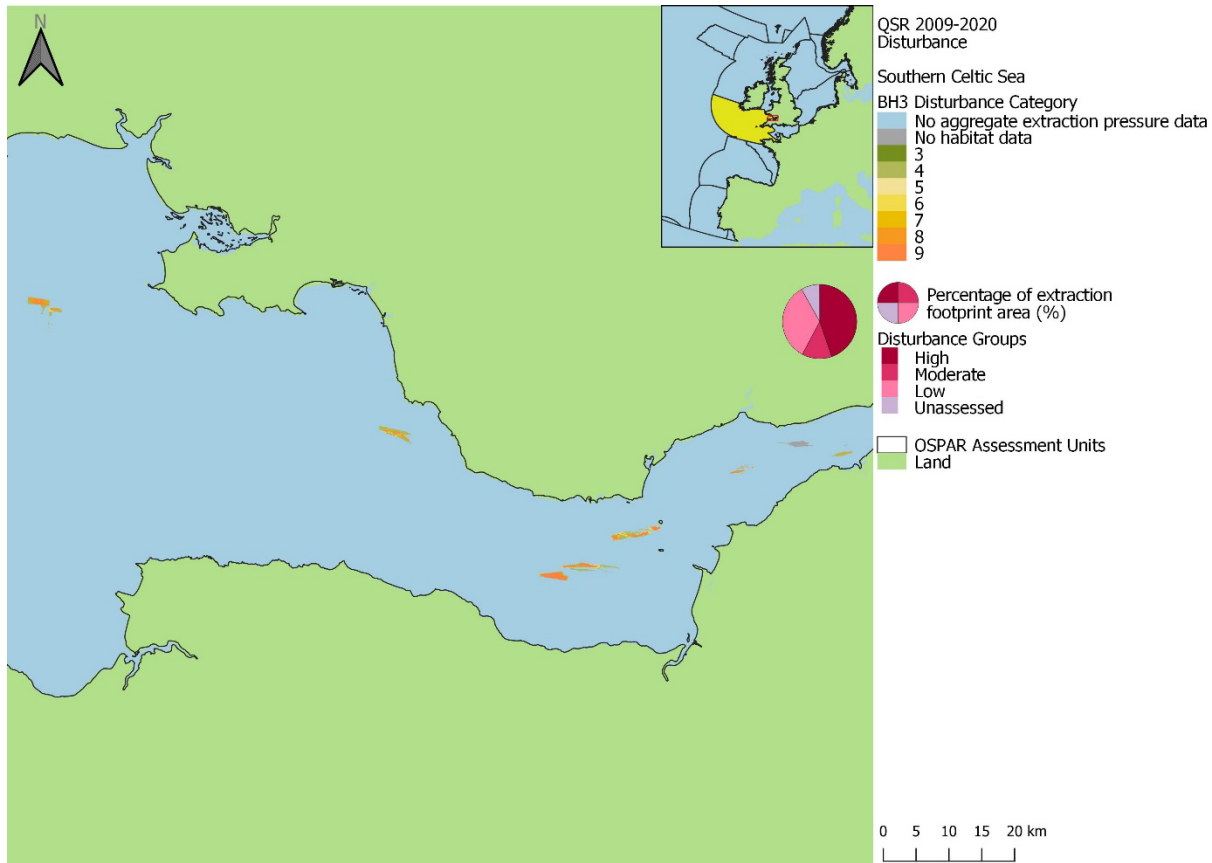 N
QSR 2009-2020
Disturbance
Southern Celtic Sea
BH3 Disturbance Category
No aggregate extraction pressure data
No habitat data
3
4
5
6
7
8
9
Percentage of extraction
footprint area (%)
Disturbance Groups
High
Moderate
Low
Unassessed
OSPAR Assessment Units
Land
0 5 10 15 20 km